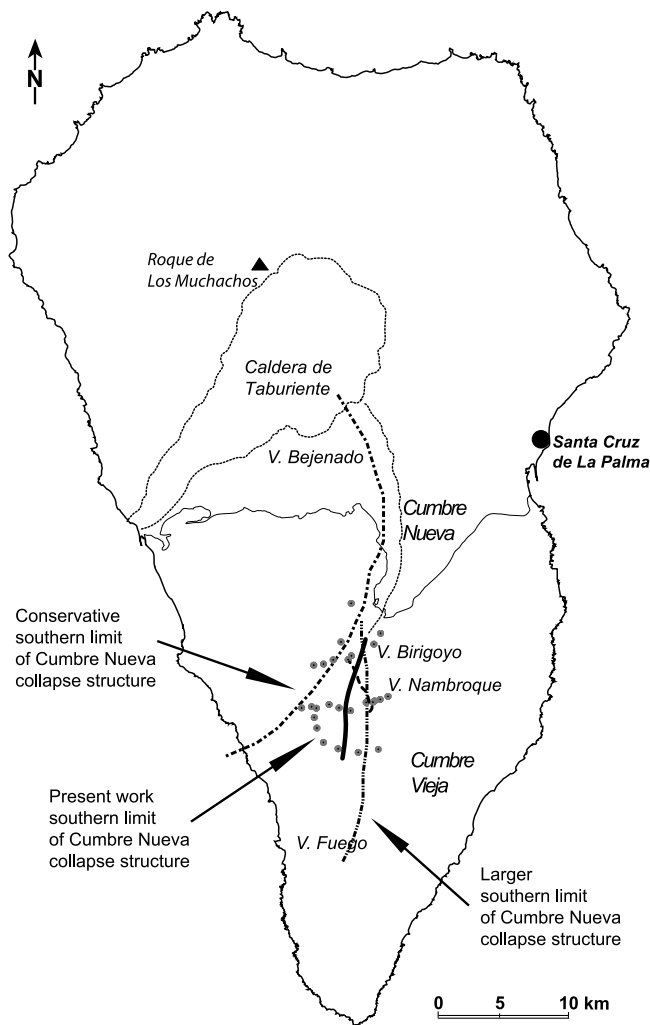 N
Roque de
Los Muchachos
Caldera de
Taburiente
Santa Cruz
de La Palma
V. Bejenado
Cumbre
Nueva
Conservative
southern limit
of Cumbre Nueva
collapse structure
V. Birigoyo
V. Nambroque
Cumbre
Vieja
Present work
southern limit
of Cumbre Nueva
collapse structure
V. Fuego
Larger
southern limit
of Cumbre Nueva
collapse structure
0 5 10 km